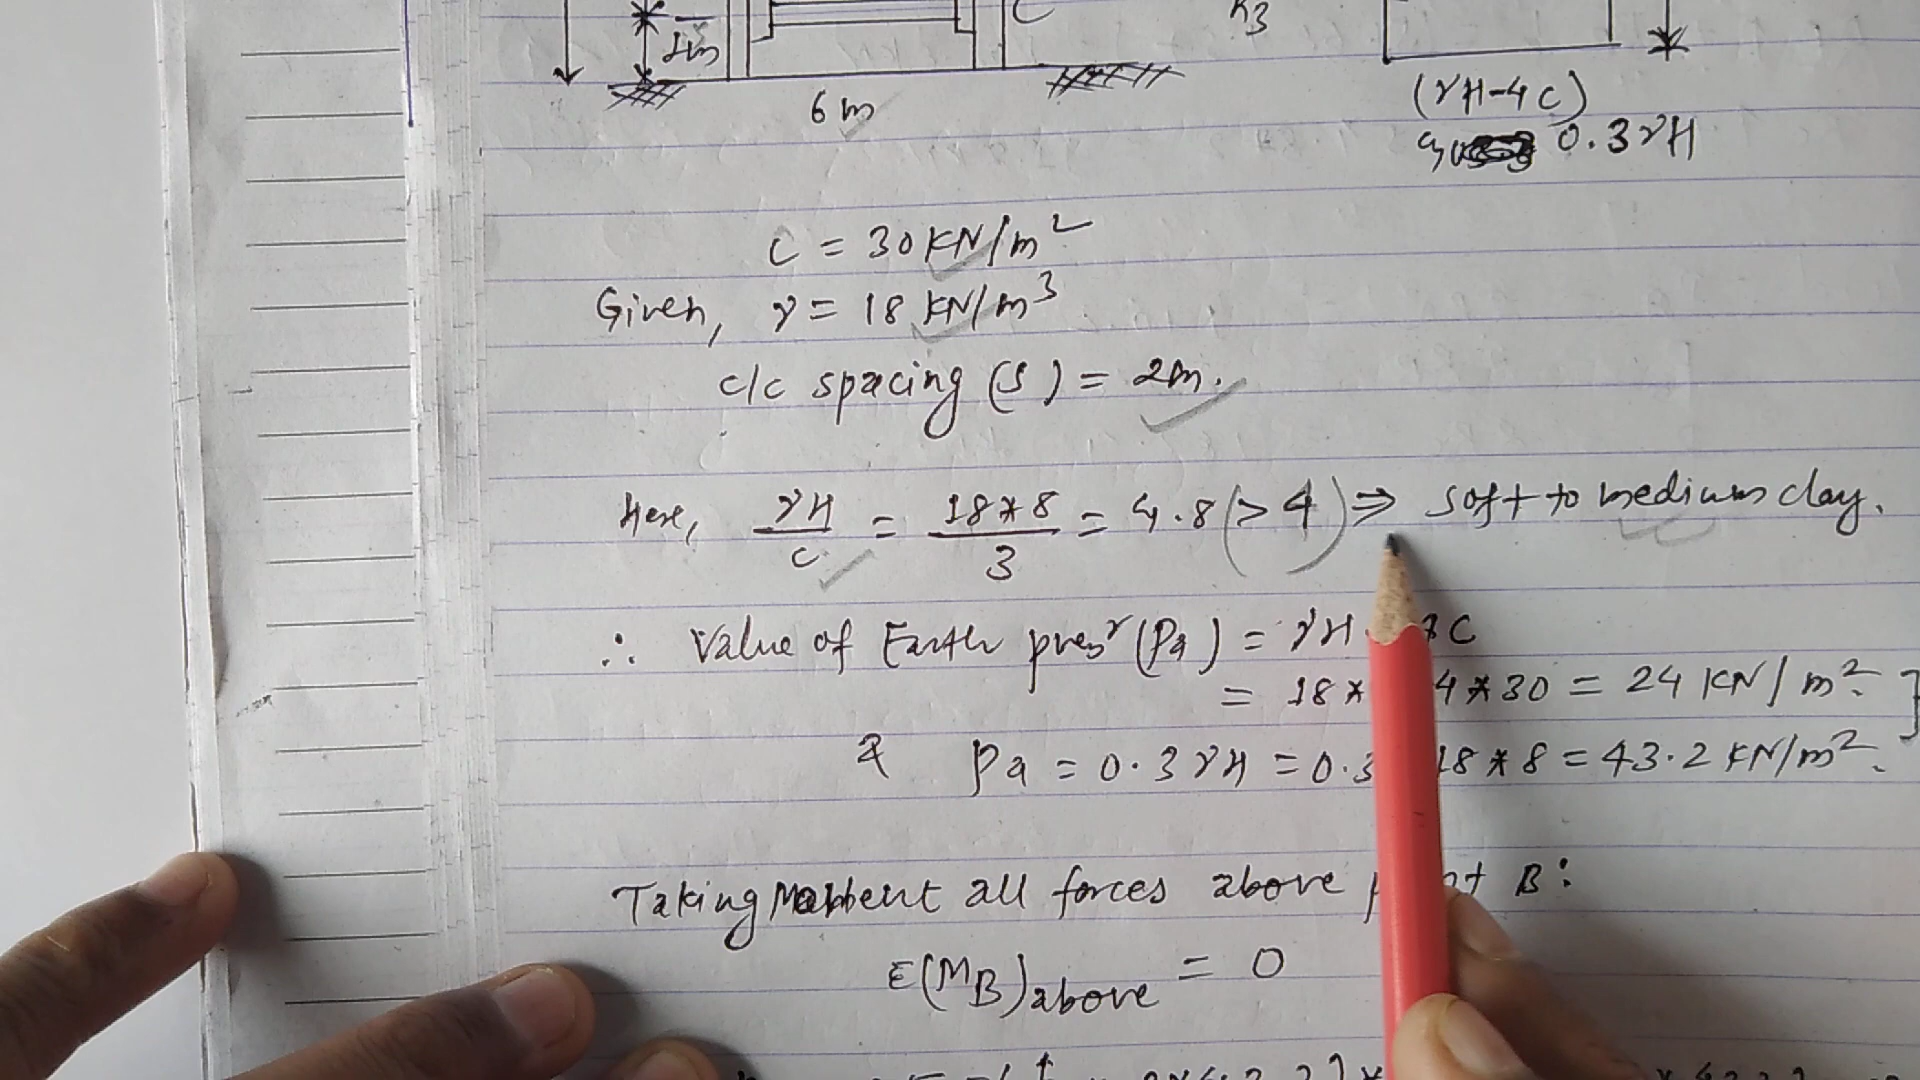 1m
C
6 m
(γH-4C)
0.3γH
C = 30 KN/m²
Given, γ = 18 KN/m³
c/c spacing (S) = 2m.
Here, γH/C = 18*8/3 = 4.8 (> 4) ⇒ soft to medium clay.
∴ Value of Earth presʳ (Pa) = γH C
= 18* 4*30 = 24 KN/m².
& Pa = 0.3γH = 0.3 18*8 = 43.2 KN/m².
Taking Moment all forces above B:
Σ(MB)above = 0